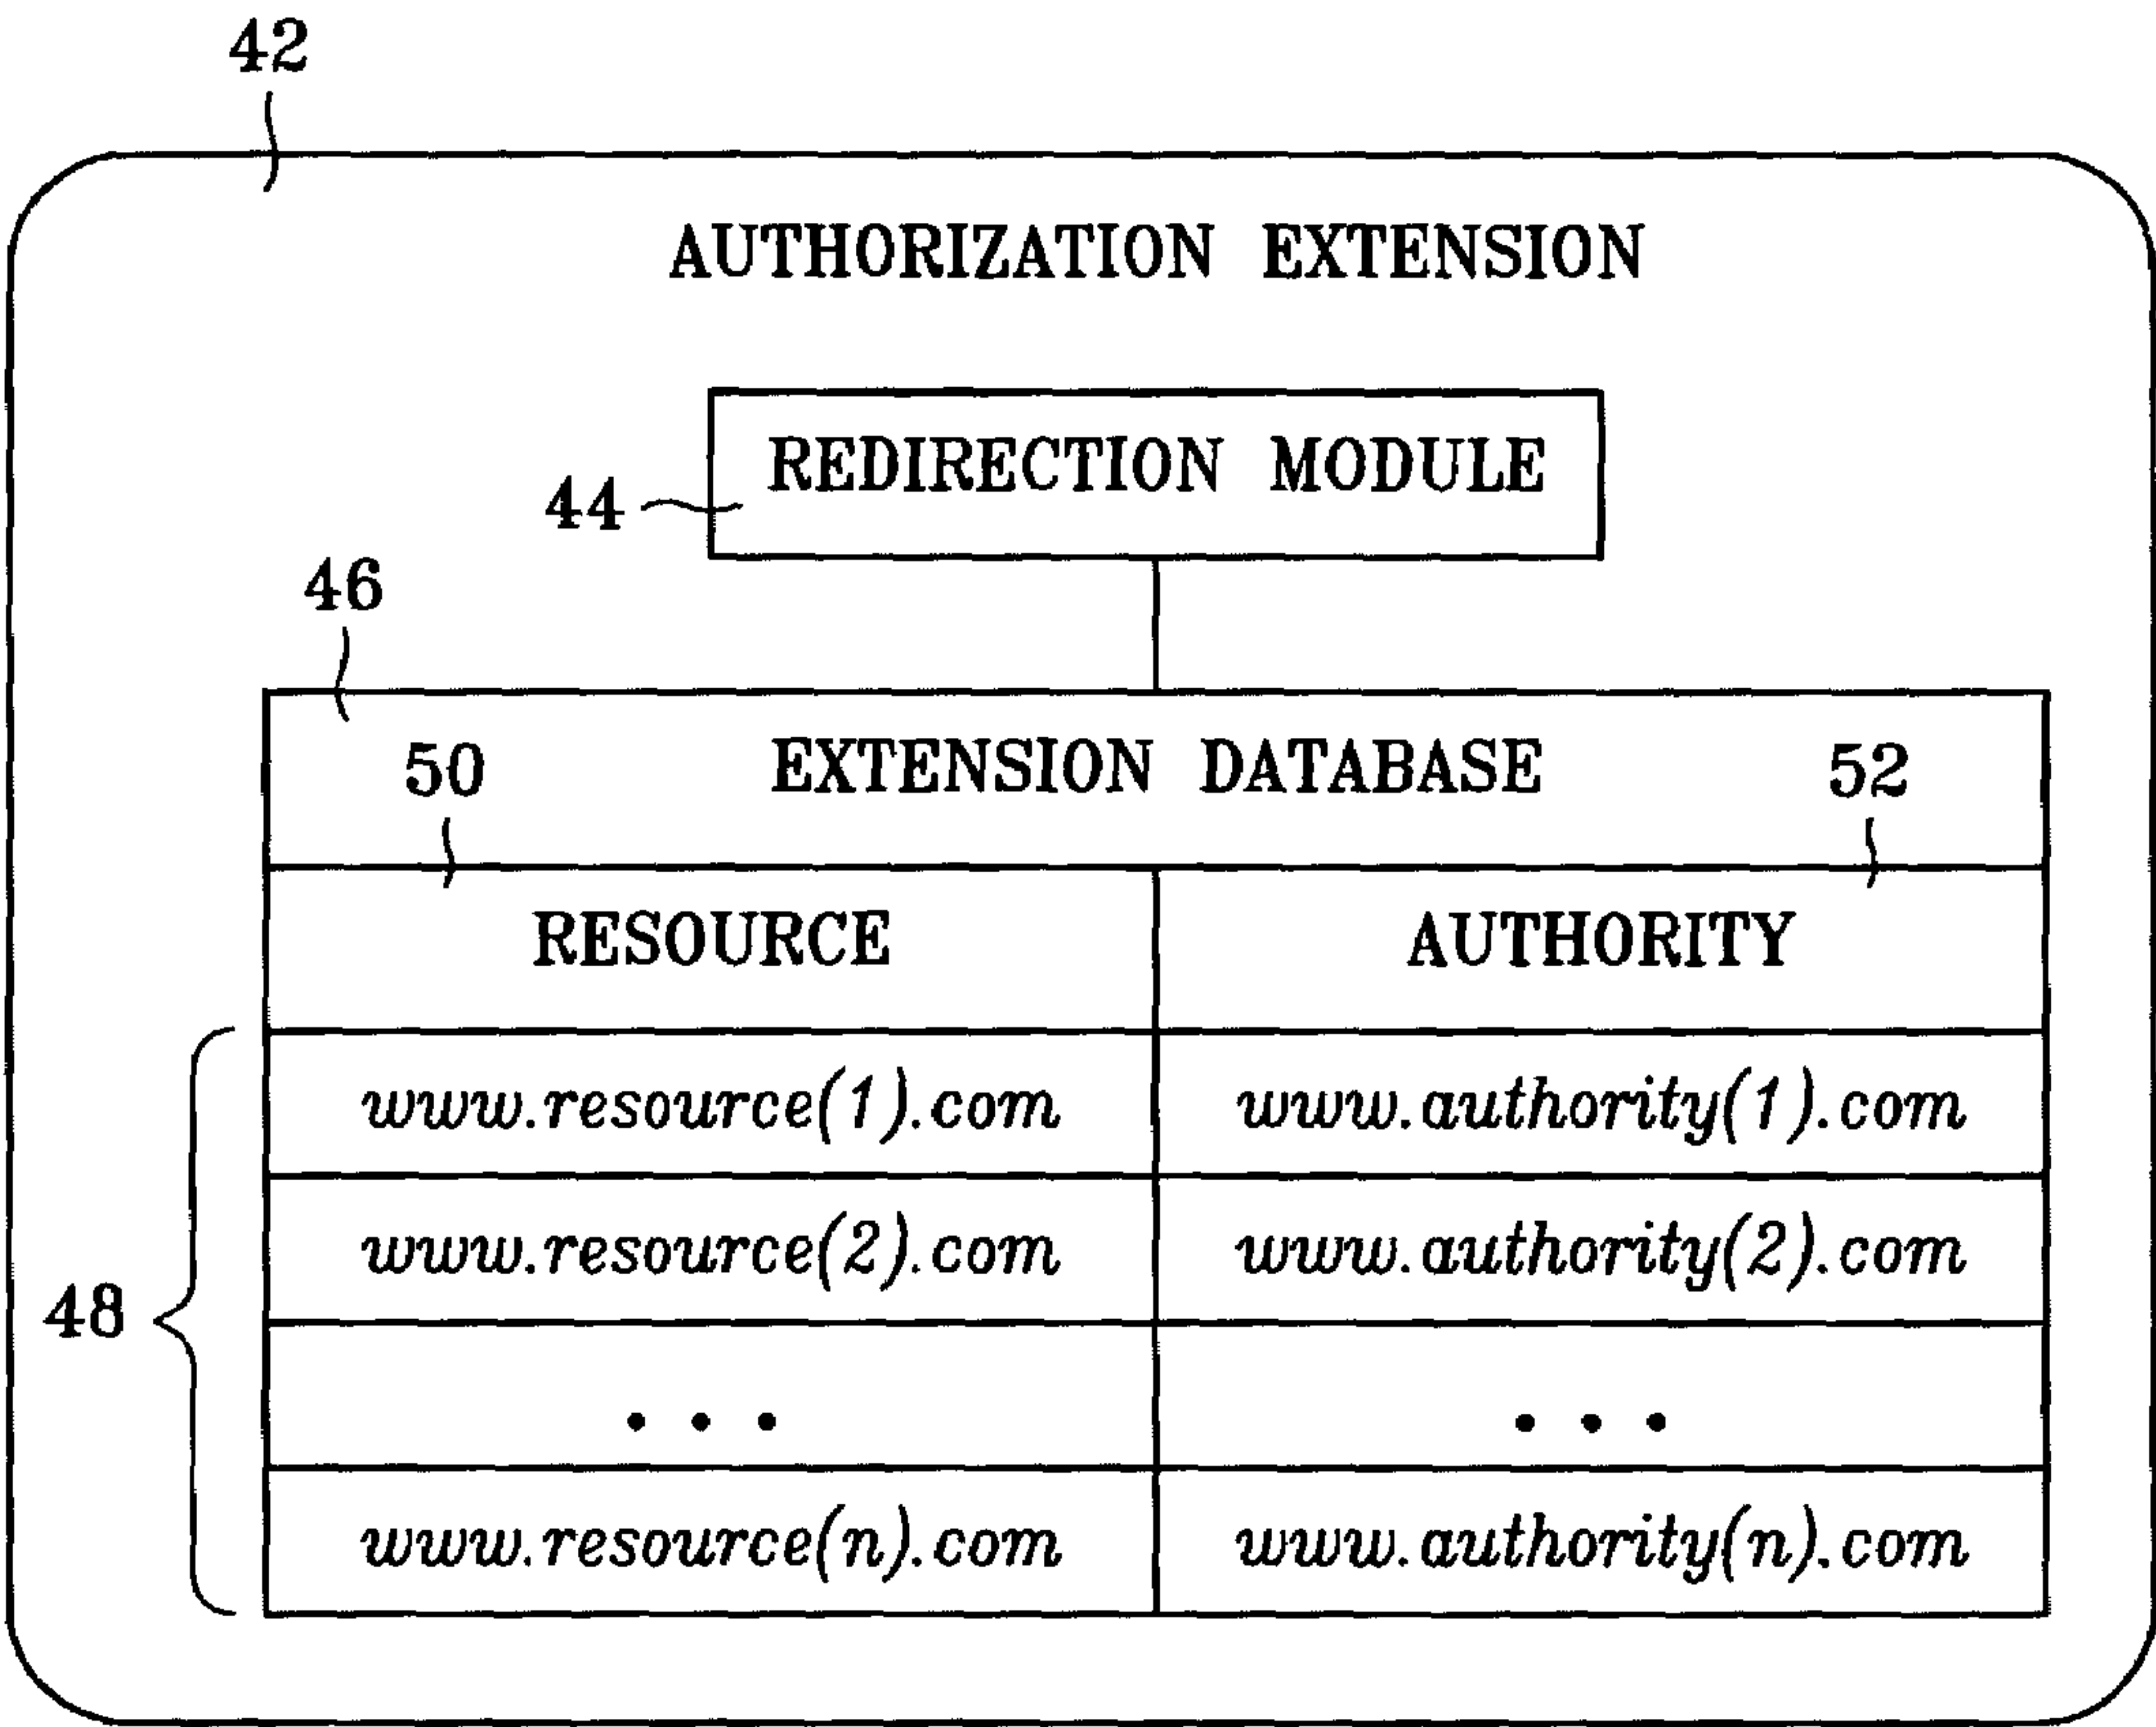 42
AUTHORIZATION EXTENSION
REDIRECTION MODULE
44
46
EXTENSION DATABASE
50
52
RESOURCE
AUTHORITY
www.resource(1).com
www.authority(1).com
www.resource(2).com
www.authority(2).com
48
• • •
• • •
www.resource(n).com
www.authority(n).com